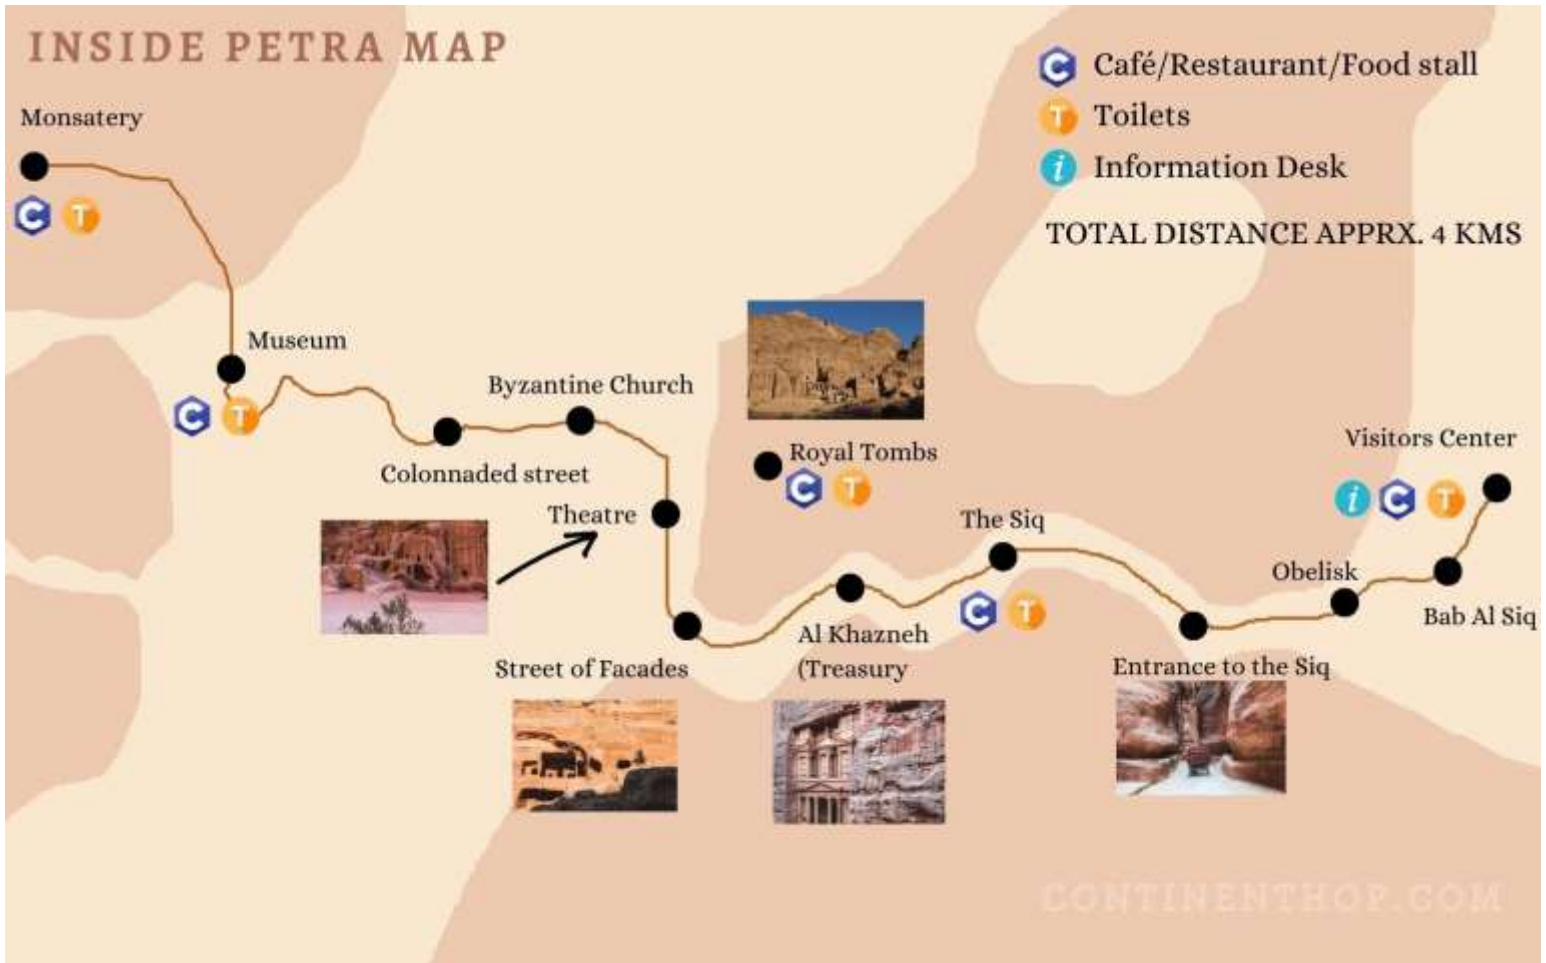 INSIDE PETRA MAP
C Café/Restaurant/Food stall
T Toilets
i Information Desk
TOTAL DISTANCE APPRX. 4 KMS
Monsatery
C T
Museum
C T
Byzantine Church
Colonnaded street
Theatre
Royal Tombs
C T
Visitors Center
i C T
The Siq
C T
Obelisk
Bab Al Siq
Al Khazneh
(Treasury
Street of Facades
Entrance to the Siq
CONTINENTHOP.COM